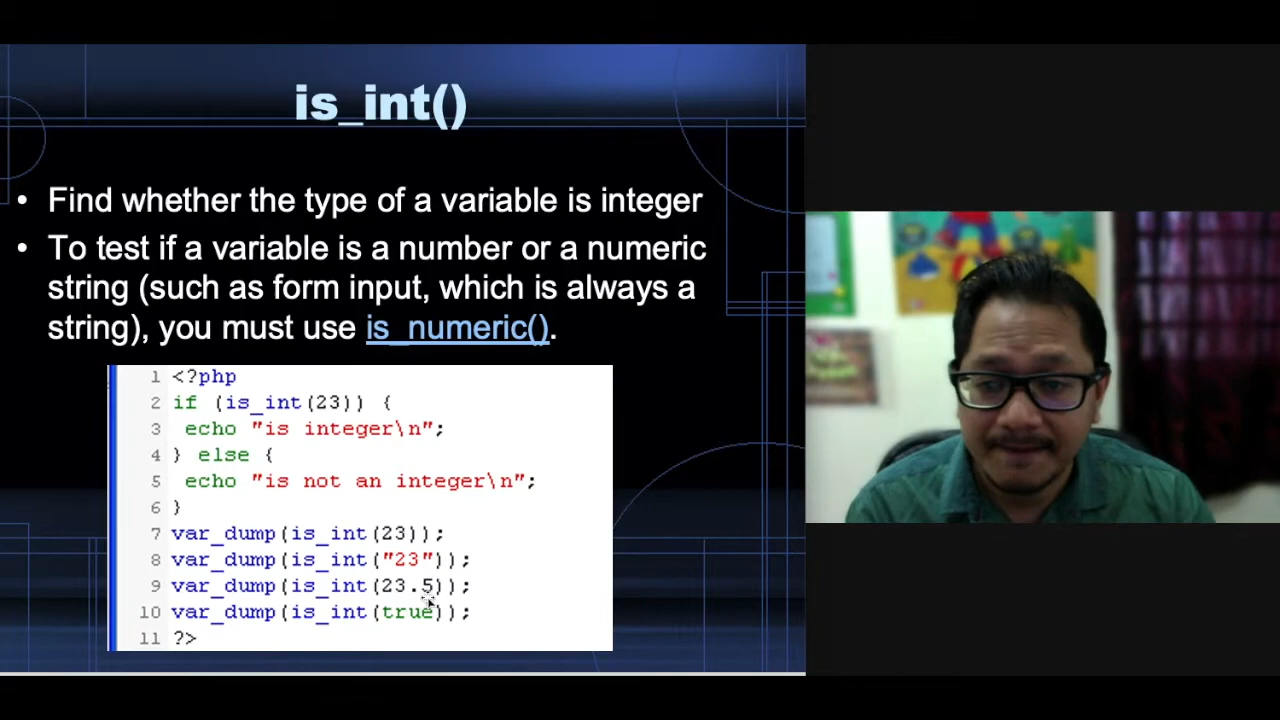 is_int()
• Find whether the type of a variable is integer
• To test if a variable is a number or a numeric
string (such as form input, which is always a
string), you must use is_numeric().
1 <?php
2 if (is_int(23)) {
3 echo "is integer\n";
4 } else {
5 echo "is not an integer\n";
6 }
7 var_dump(is_int(23));
8 var_dump(is_int("23"));
9 var_dump(is_int(23.5));
10 var_dump(is_int(true));
11 ?>